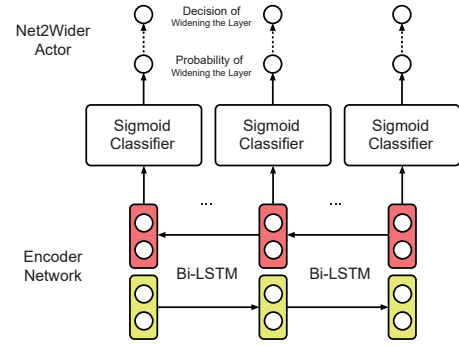 Net2Wider
Actor
Decision of
Widening the Layer
Probability of
Widening the Layer
Sigmoid
Classifier
Sigmoid
Classifier
Sigmoid
Classifier
...
...
Encoder
Network
Bi-LSTM
Bi-LSTM